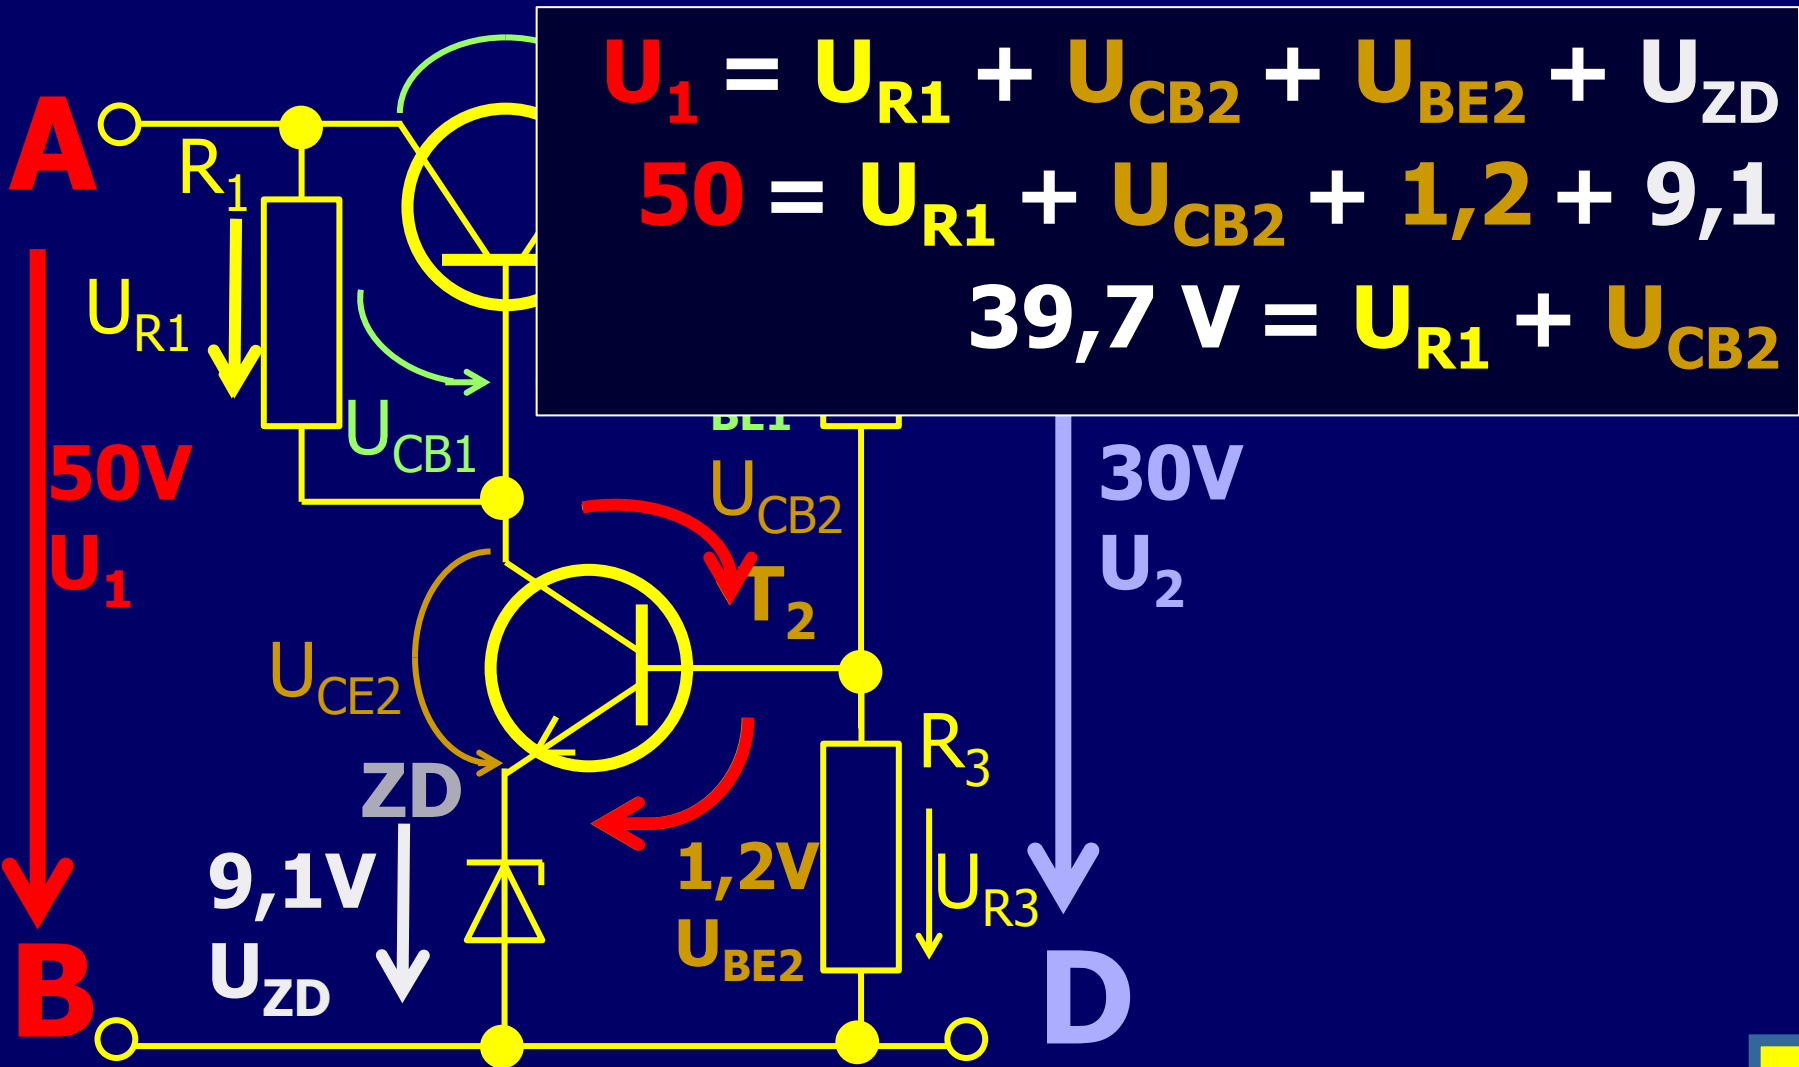 U1 = UR1 + UCB2 + UBE2 + UZD
50 = UR1 + UCB2 + 1,2 + 9,1
39,7 V = UR1 + UCB2
A
R1
UR1
UCB1
BE1
50V
U1
UCB2
30V
U2
T2
UCE2
ZD
R3
9,1V
UZD
1,2V
UBE2
UR3
B
D